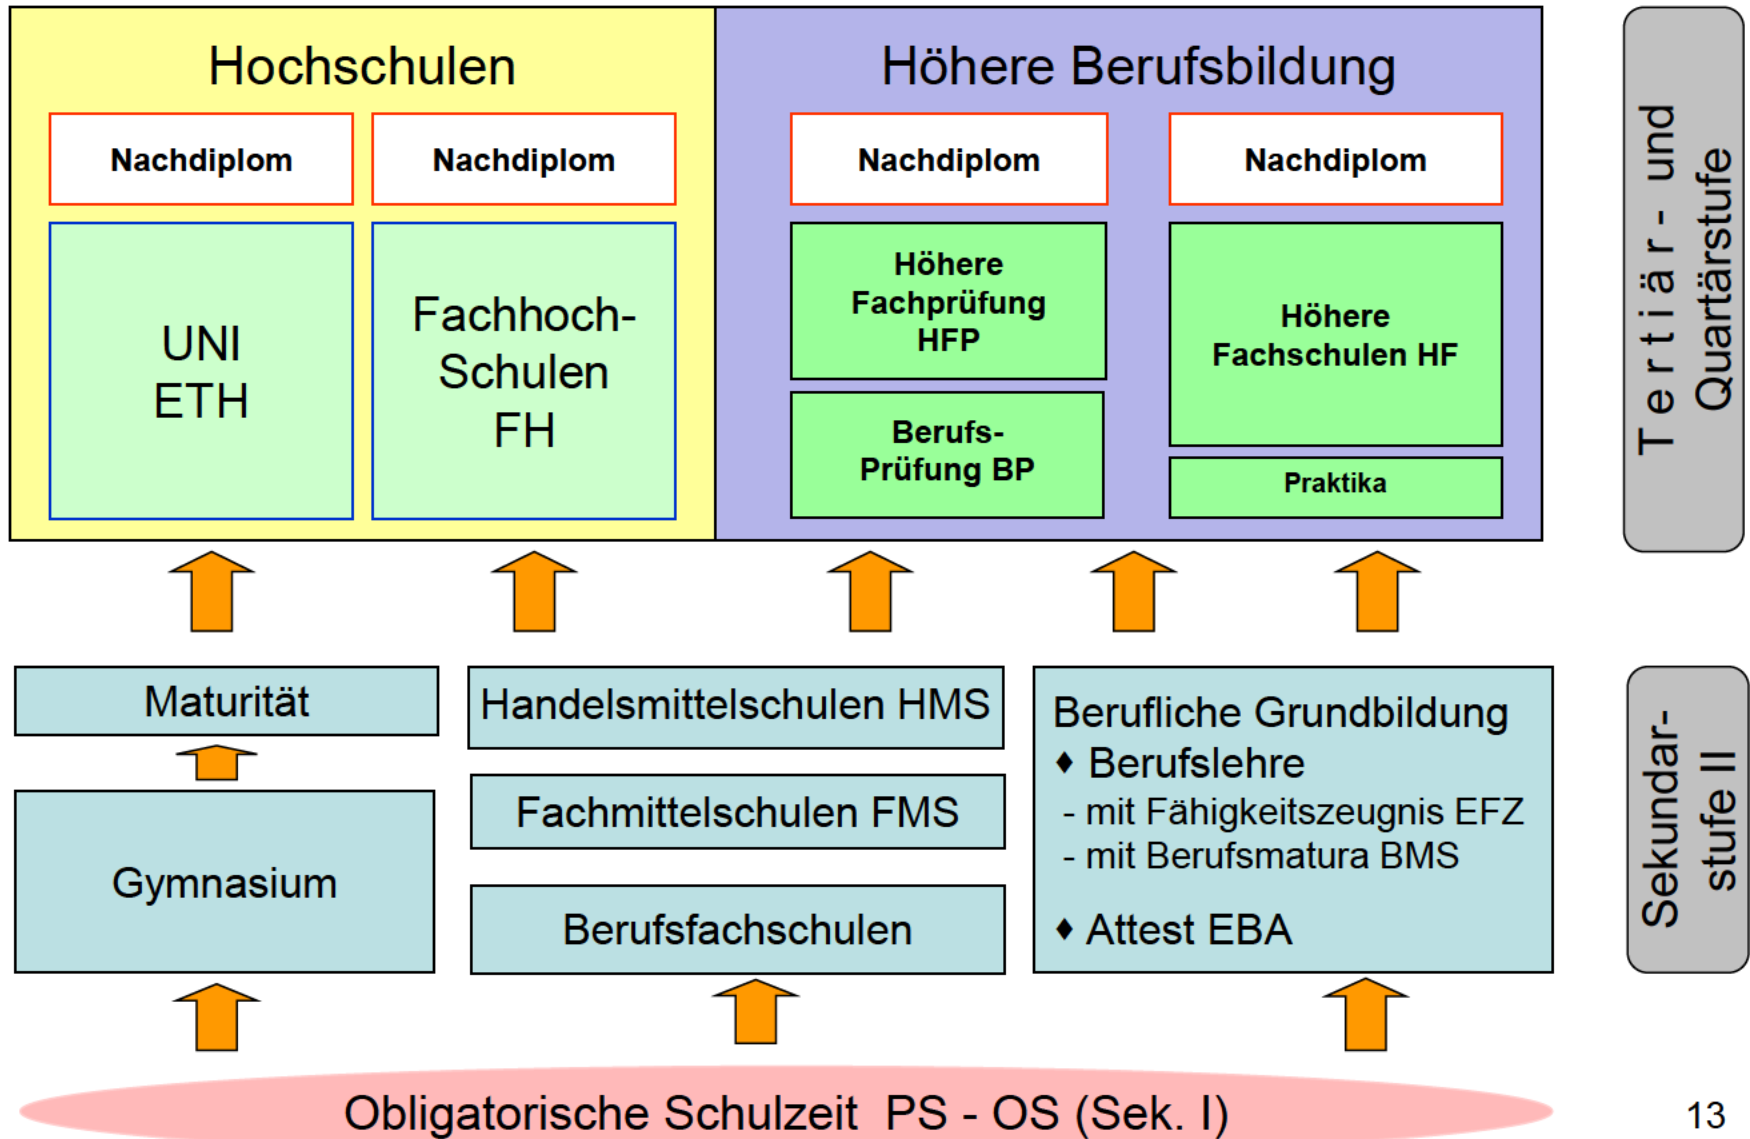 Hochschulen
Höhere Berufsbildung
Nachdiplom
Nachdiplom
Nachdiplom
Nachdiplom
UNI
ETH
Fachhoch-
Schulen
FH
Höhere
Fachprüfung
HFP
Berufs-
Prüfung BP
Höhere
Fachschulen HF
Praktika
Tertiär- und
Quartärstufe
Maturität
Gymnasium
Handelsmittelschulen HMS
Fachmittelschulen FMS
Berufsfachschulen
Berufliche Grundbildung
♦ Berufslehre
- mit Fähigkeitszeugnis EFZ
- mit Berufsmatura BMS
♦ Attest EBA
Sekundar-
stufe II
Obligatorische Schulzeit PS - OS (Sek. I)
13